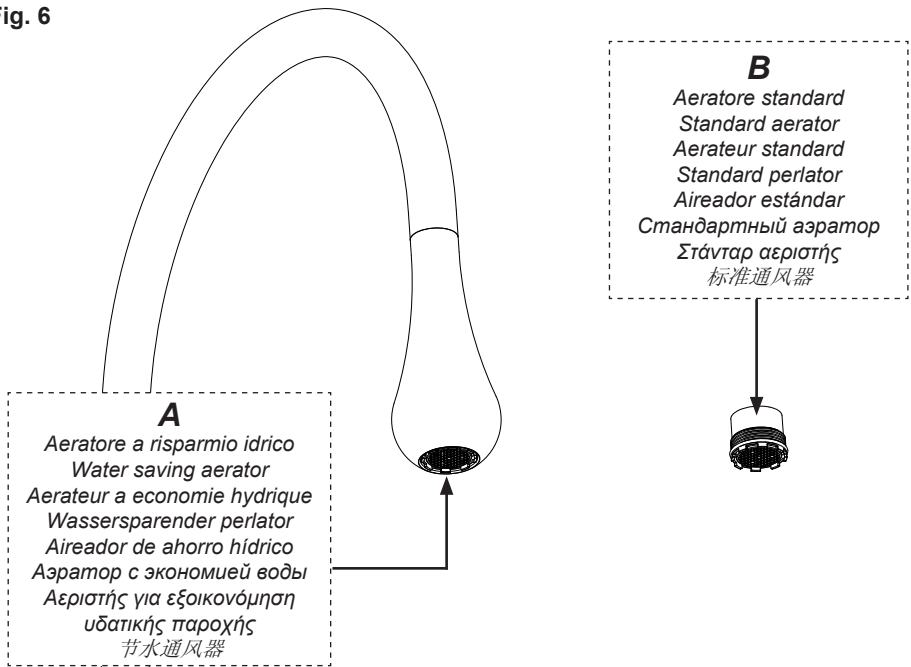 Fig. 6
A
Aeratore a risparmio idrico
Water saving aerator
Aerateur a economie hydrique
Wassersparender perlator
Aireador de ahorro hídrico
Аэратор с экономией воды
Αεριστής για εξοικονόμηση
υδατικής παροχής
节水通风器
B
Aeratore standard
Standard aerator
Aerateur standard
Standard perlator
Aireador estándar
Стандартный аэратор
Στάνταρ αεριστής
标准通风器